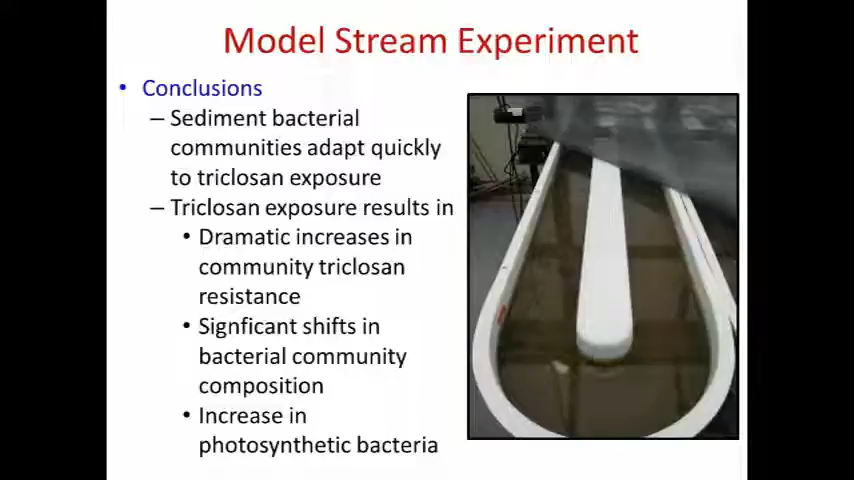 Model Stream Experiment
• Conclusions
– Sediment bacterial
communities adapt quickly
to triclosan exposure
– Triclosan exposure results in
• Dramatic increases in
community triclosan
resistance
• Signficant shifts in
bacterial community
composition
• Increase in
photosynthetic bacteria